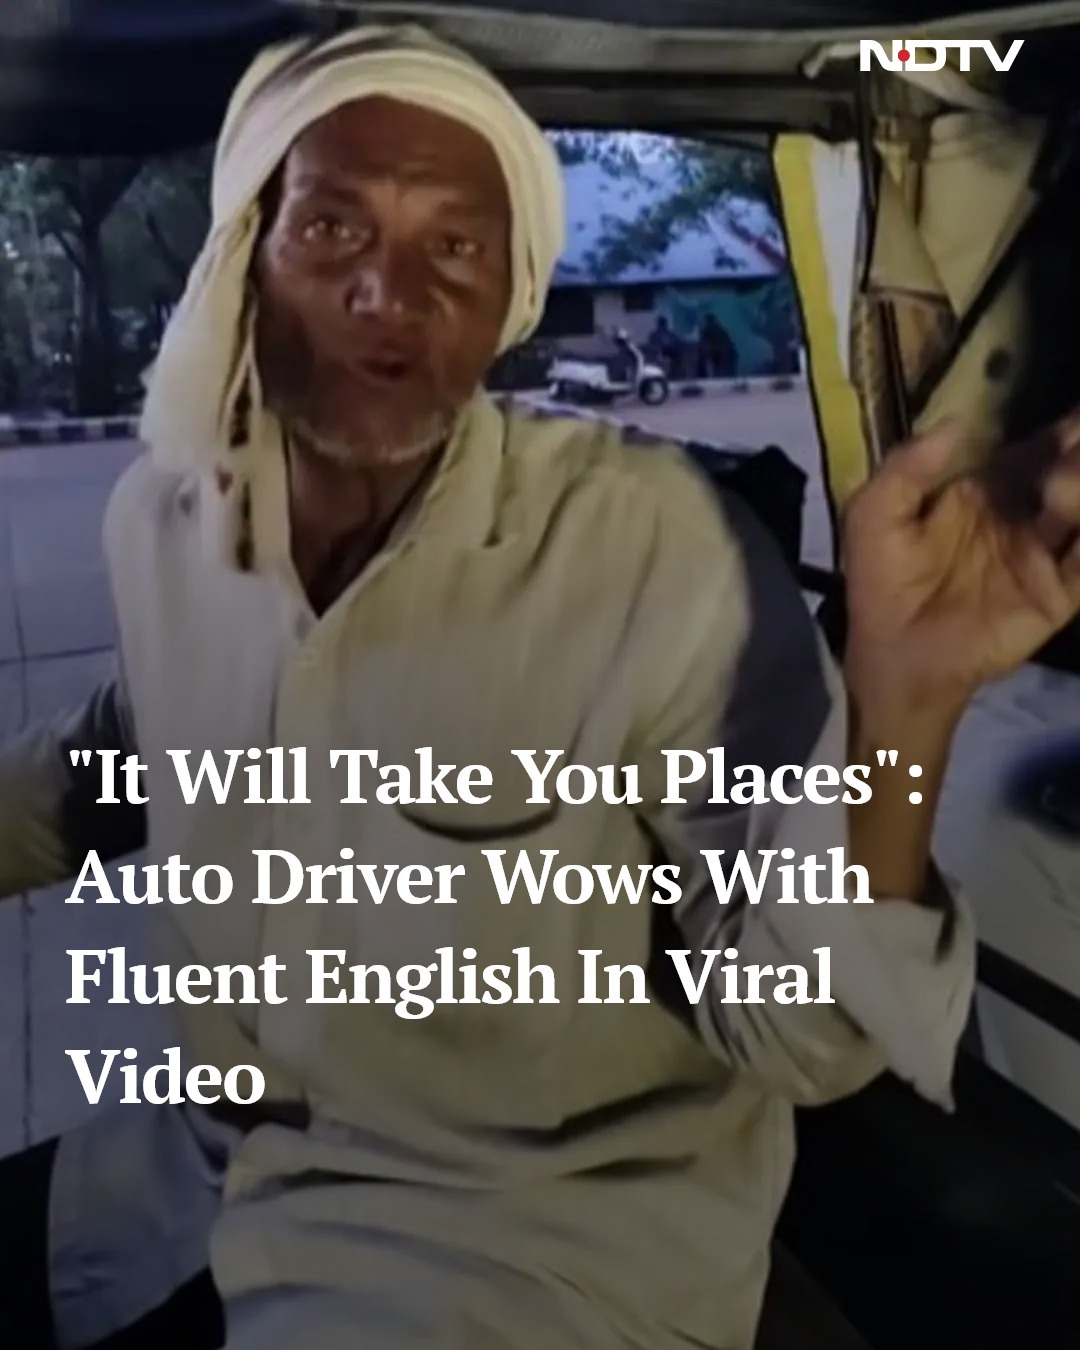 NDTV
"It Will Take You Places":
Auto Driver Wows With
Fluent English In Viral
Video